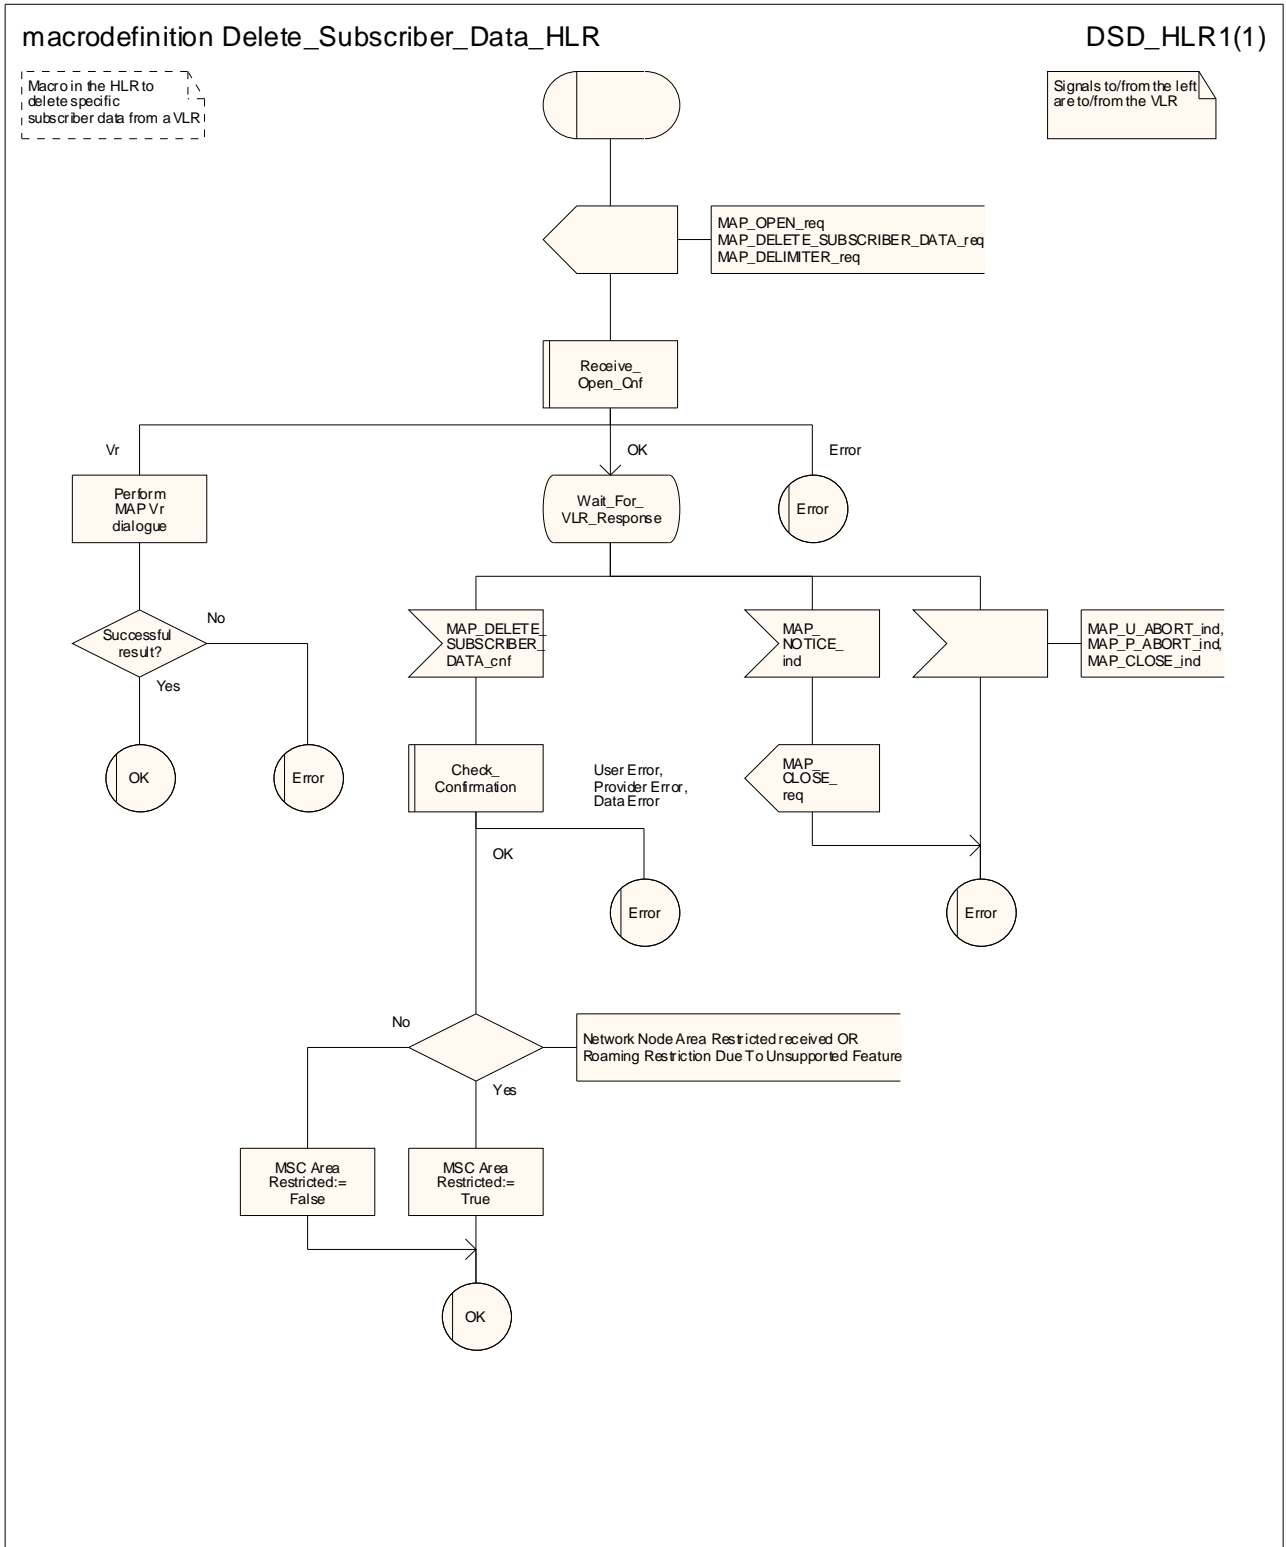 macrodefinition Delete_Subscriber_Data_HLR
DSD_HLR1(1)
Macro in the HLR to
delete specific
subscriber data from a VLR
Signals to/from the left
are to/from the VLR
MAP_OPEN_req
MAP_DELETE_SUBSCRIBER_DATA_req
MAP_DELIMITER_req
Receive_
Open_Cnf
Vr
OK
Error
Perform
MAP Vr
dialogue
Wait_For_
VLR_Response
Error
Successful
result?
No
Yes
MAP_DELETE_
SUBSCRIBER_
DATA_cnf
MAP_
NOTICE_
ind
MAP_U_ABORT_ind,
MAP_P_ABORT_ind,
MAP_CLOSE_ind
OK
Error
Check_
Confirmation
User Error,
Provider Error,
Data Error
MAP_
CLOSE_
req
OK
Error
Error
No
Network Node Area Restricted received OR
Roaming Restriction Due To Unsupported Feature
Yes
MSC Area
Restricted:=
False
MSC Area
Restricted:=
True
OK